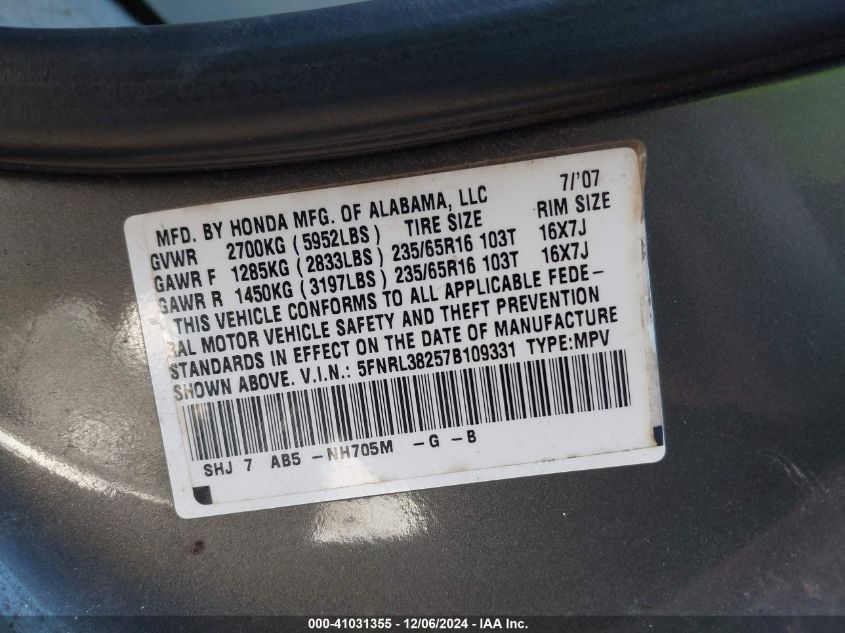 MFD. BY HONDA MFG. OF ALABAMA, LLC 7/'07
GVWR 2700KG (5952LBS) TIRE SIZE RIM SIZE
GAWR F 1285KG (2833LBS) 235/65R16 103T 16X7J
GAWR R 1450KG (3197LBS) 235/65R16 103T 16X7J
THIS VEHICLE CONFORMS TO ALL APPLICABLE FEDE-
RAL MOTOR VEHICLE SAFETY AND THEFT PREVENTION
STANDARDS IN EFFECT ON THE DATE OF MANUFACTURE
SHOWN ABOVE. V.I.N.: 5FNRL38257B109331 TYPE:MPV
SHJ 7 AB5 -NH705M -G -B
000-41031355 - 12/06/2024 - IAA Inc.